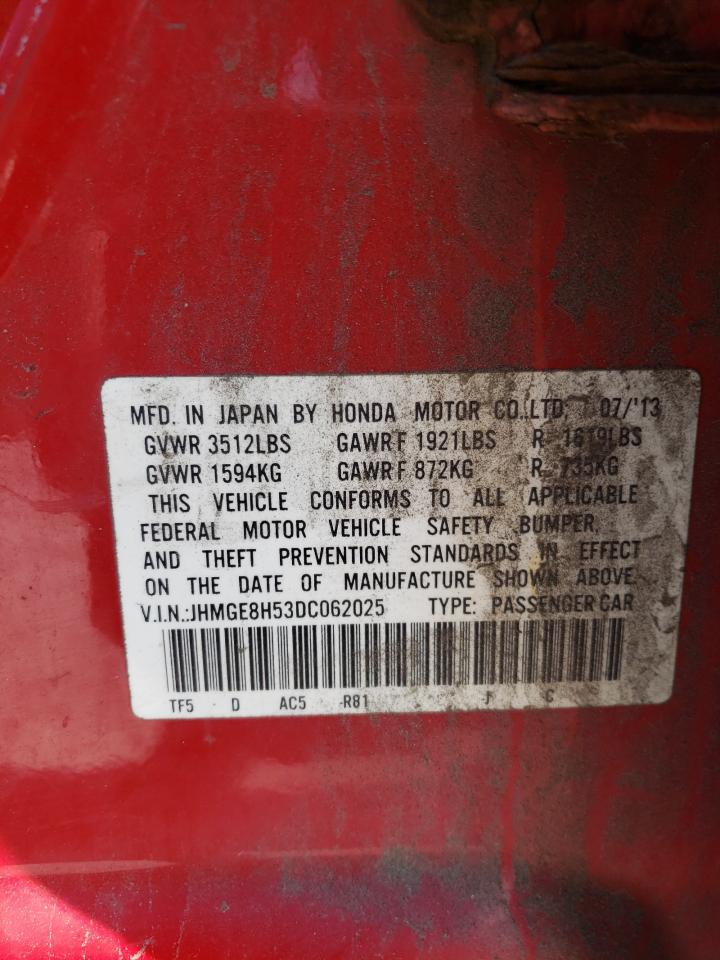 MFD. IN JAPAN BY HONDA MOTOR CO.,LTD. 07/'13
GVWR 3512LBS GAWR F 1921LBS R 1619LBS
GVWR 1594KG GAWR F 872KG R 735KG
THIS VEHICLE CONFORMS TO ALL APPLICABLE
FEDERAL MOTOR VEHICLE SAFETY BUMPER,
AND THEFT PREVENTION STANDARDS IN EFFECT
ON THE DATE OF MANUFACTURE SHOWN ABOVE.
V.I.N.:JHMGE8H53DC062025 TYPE: PASSENGER CAR
TF5 D AC5 -R81 C